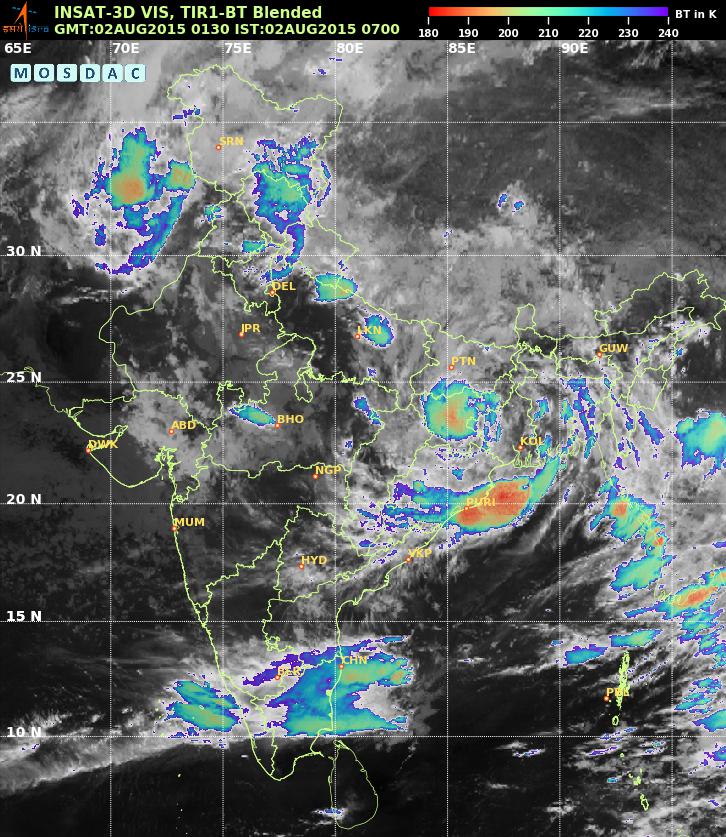 INSAT-3D VIS, TIR1-BT Blended
GMT:02AUG2015 0130 IST:02AUG2015 0700
BT in K
180 190 200 210 220 230 240
65E 70E 75E 80E 85E 90E
MOSDAC
SRN
30 N
DEL
JPR
LKN
GUW
PTN
25 N
ABD
BHO
DWK
KOL
NGP
20 N
PURI
MUM
VKP
HYD
15 N
CHN
10 N